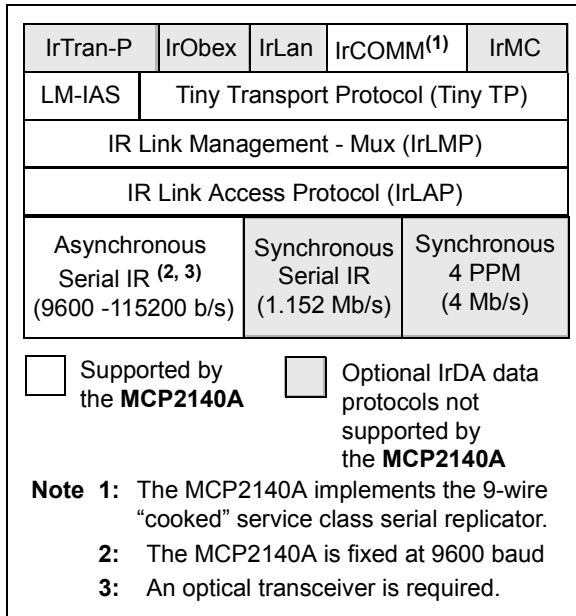 IrTran-P IrObex IrLan IrCOMM(1) IrMC
LM-IAS Tiny Transport Protocol (Tiny TP)
IR Link Management - Mux (IrLMP)
IR Link Access Protocol (IrLAP)
Asynchronous
Serial IR (2, 3)
(9600 -115200 b/s)
Synchronous
Serial IR
(1.152 Mb/s)
Synchronous
4 PPM
(4 Mb/s)
Supported by
the MCP2140A
Optional IrDA data
protocols not
supported by
the MCP2140A
Note 1: The MCP2140A implements the 9-wire
“cooked” service class serial replicator.
2: The MCP2140A is fixed at 9600 baud
3: An optical transceiver is required.